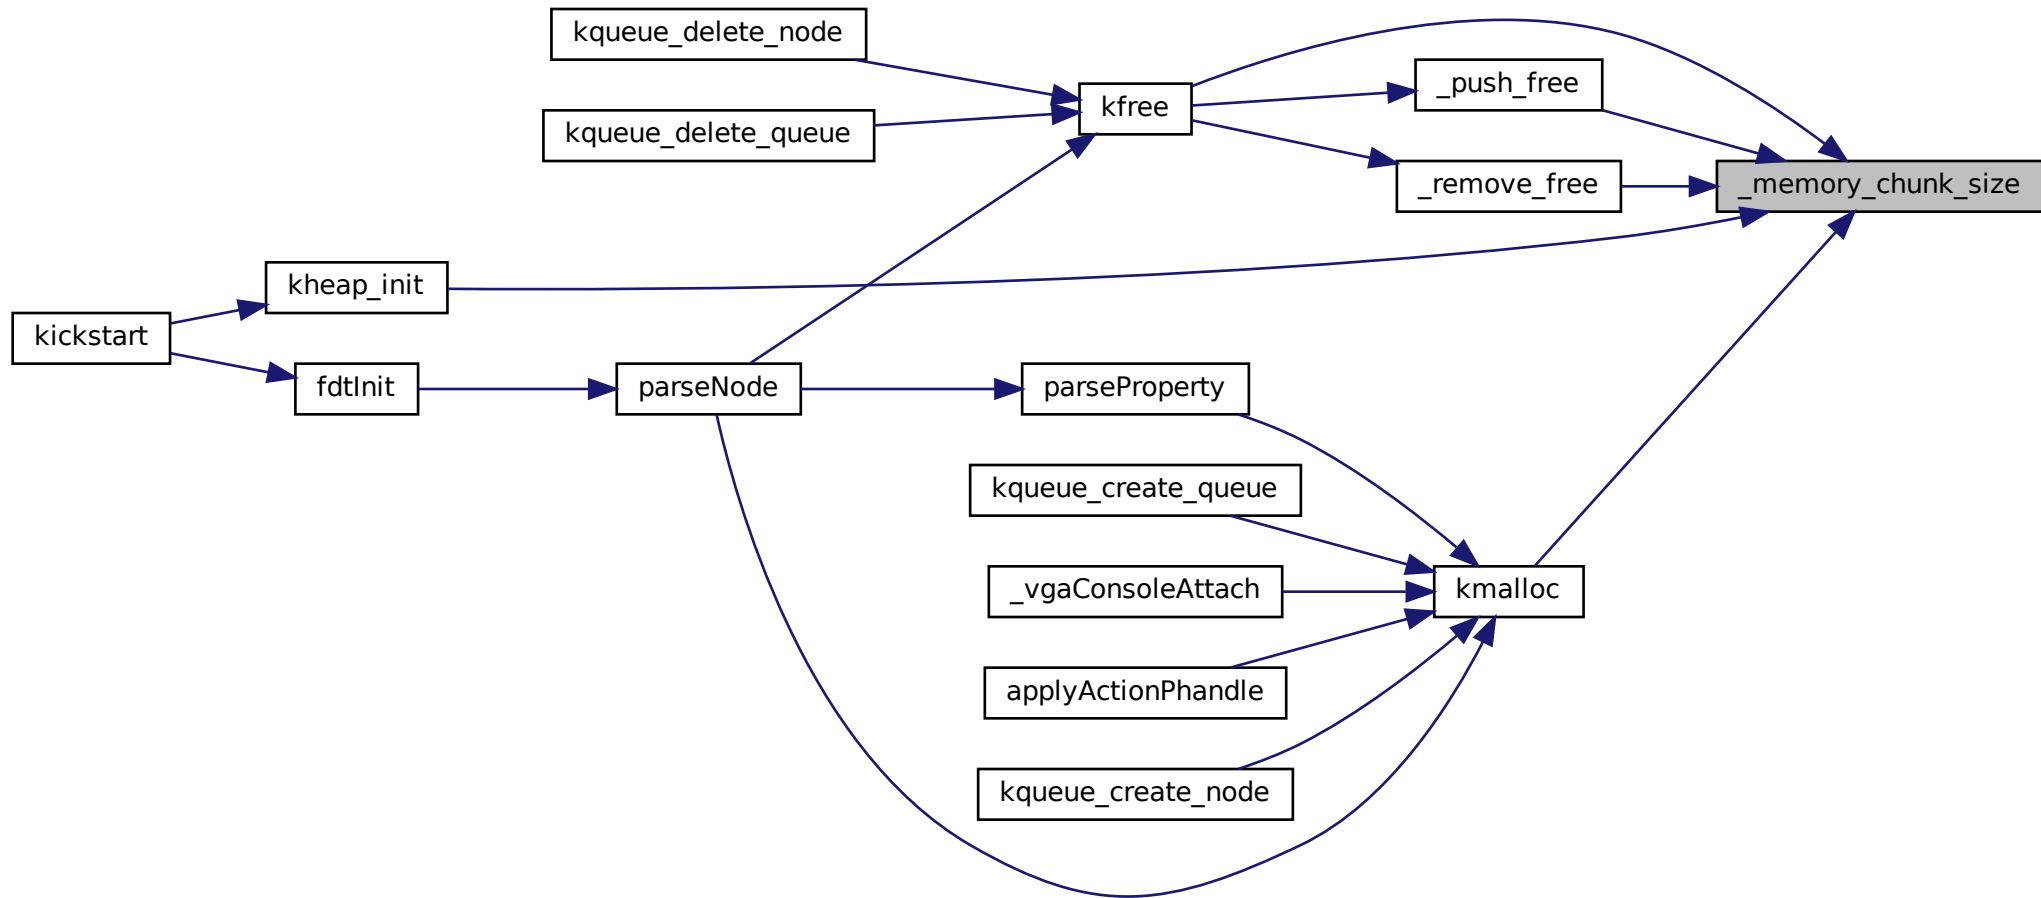 kqueue_delete_node
_push_free
kfree
kqueue_delete_queue
_remove_free
_memory_chunk_size
kheap_init
kickstart
fdtInit
parseNode
parseProperty
kqueue_create_queue
_vgaConsoleAttach
kmalloc
applyActionPhandle
kqueue_create_node